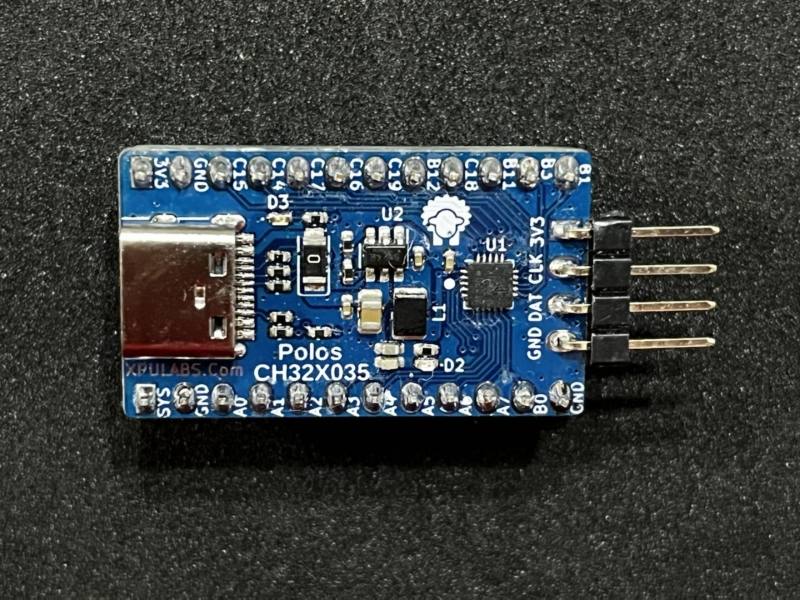 3V3 GND C15 C14 C17 C16 C19 B12 C18 B11 B3 B1
D3
U2
U1
3V3
CLK
DAT
GND
L1
D2
Polos
CH32X035
XPULABS.Com
SYS GND A0 A1 A2 A3 A4 A5 A6 A B0 GND